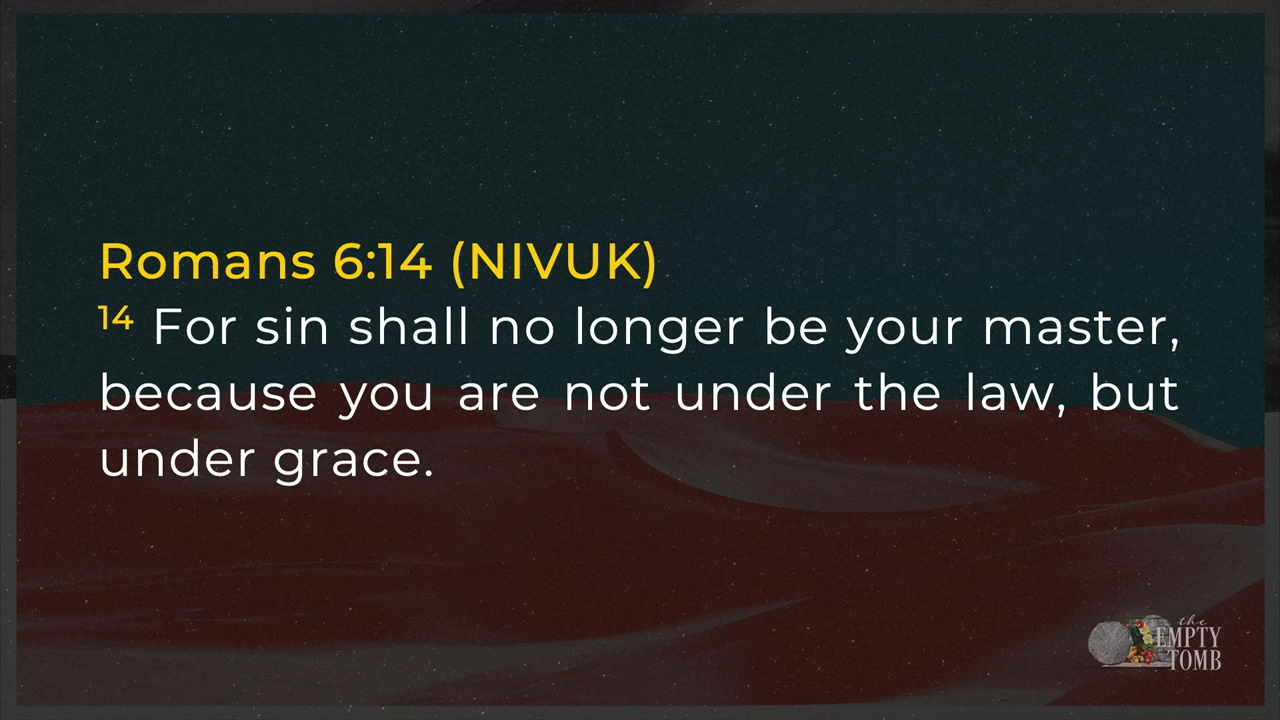 Romans 6:14 (NIVUK)
14 For sin shall no longer be your master,
because you are not under the law, but
under grace.
the
EMPTY
TOMB